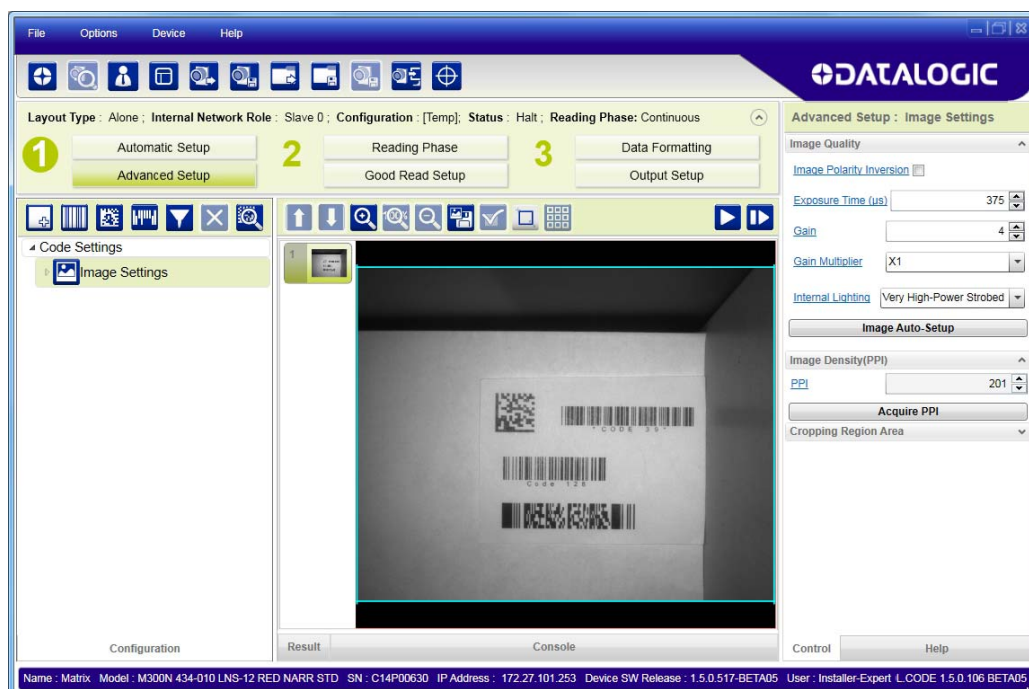 File Options Device Help
DATALOGIC
Layout Type : Alone ; Internal Network Role : Slave 0 ; Configuration : [Temp]; Status : Halt ; Reading Phase: Continuous
1 Automatic Setup 2 Reading Phase 3 Data Formatting
Advanced Setup Good Read Setup Output Setup
Code Settings
Image Settings
Configuration
1
*CODE 39*
Code 128
Result Console
Advanced Setup : Image Settings
Image Quality
Image Polarity Inversion
Exposure Time (µs) 375
Gain 4
Gain Multiplier X1
Internal Lighting Very High-Power Strobed
Image Auto-Setup
Image Density(PPI)
PPI 201
Acquire PPI
Cropping Region Area
Control Help
Name : Matrix Model : M300N 434-010 LNS-12 RED NARR STD SN : C14P00630 IP Address : 172.27.101.253 Device SW Release : 1.5.0.517-BETA05 User : Installer-Expert L.CODE 1.5.0.106 BETA05